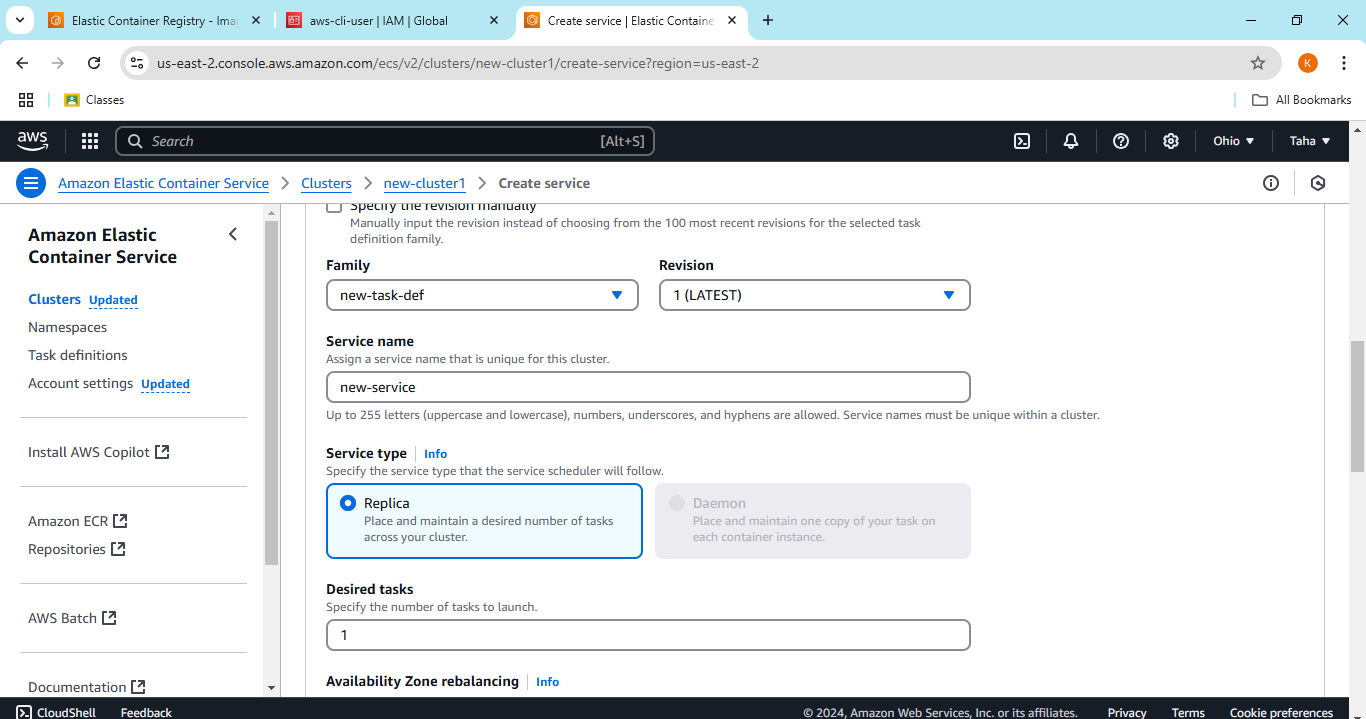 Elastic Container Registry - Ima
aws-cli-user | IAM | Global
Create service | Elastic Containe
us-east-2.console.aws.amazon.com/ecs/v2/clusters/new-cluster1/create-service?region=us-east-2
K
Classes
All Bookmarks
aws
Search
[Alt+S]
Ohio
Taha
Amazon Elastic Container Service
Clusters
new-cluster1
Create service
Amazon Elastic
Container Service
Clusters Updated
Namespaces
Task definitions
Account settings Updated
Install AWS Copilot
Amazon ECR
Repositories
AWS Batch
Documentation
Specify the revision manually
Manually input the revision instead of choosing from the 100 most recent revisions for the selected task
definition family.
Family
new-task-def
Revision
1 (LATEST)
Service name
Assign a service name that is unique for this cluster.
new-service
Up to 255 letters (uppercase and lowercase), numbers, underscores, and hyphens are allowed. Service names must be unique within a cluster.
Service type Info
Specify the service type that the service scheduler will follow.
Replica
Place and maintain a desired number of tasks
across your cluster.
Daemon
Place and maintain one copy of your task on
each container instance.
Desired tasks
Specify the number of tasks to launch.
1
Availability Zone rebalancing Info
CloudShell
Feedback
© 2024, Amazon Web Services, Inc. or its affiliates.
Privacy
Terms
Cookie preferences